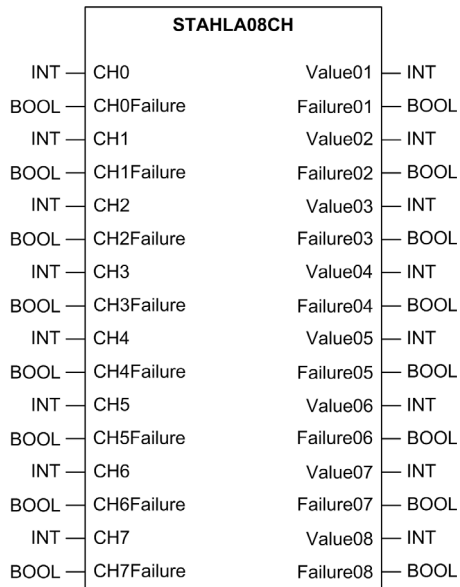 STAHLA08CH
INT CH0 Value01 INT
BOOL CH0Failure Failure01 BOOL
INT CH1 Value02 INT
BOOL CH1Failure Failure02 BOOL
INT CH2 Value03 INT
BOOL CH2Failure Failure03 BOOL
INT CH3 Value04 INT
BOOL CH3Failure Failure04 BOOL
INT CH4 Value05 INT
BOOL CH4Failure Failure05 BOOL
INT CH5 Value06 INT
BOOL CH5Failure Failure06 BOOL
INT CH6 Value07 INT
BOOL CH6Failure Failure07 BOOL
INT CH7 Value08 INT
BOOL CH7Failure Failure08 BOOL